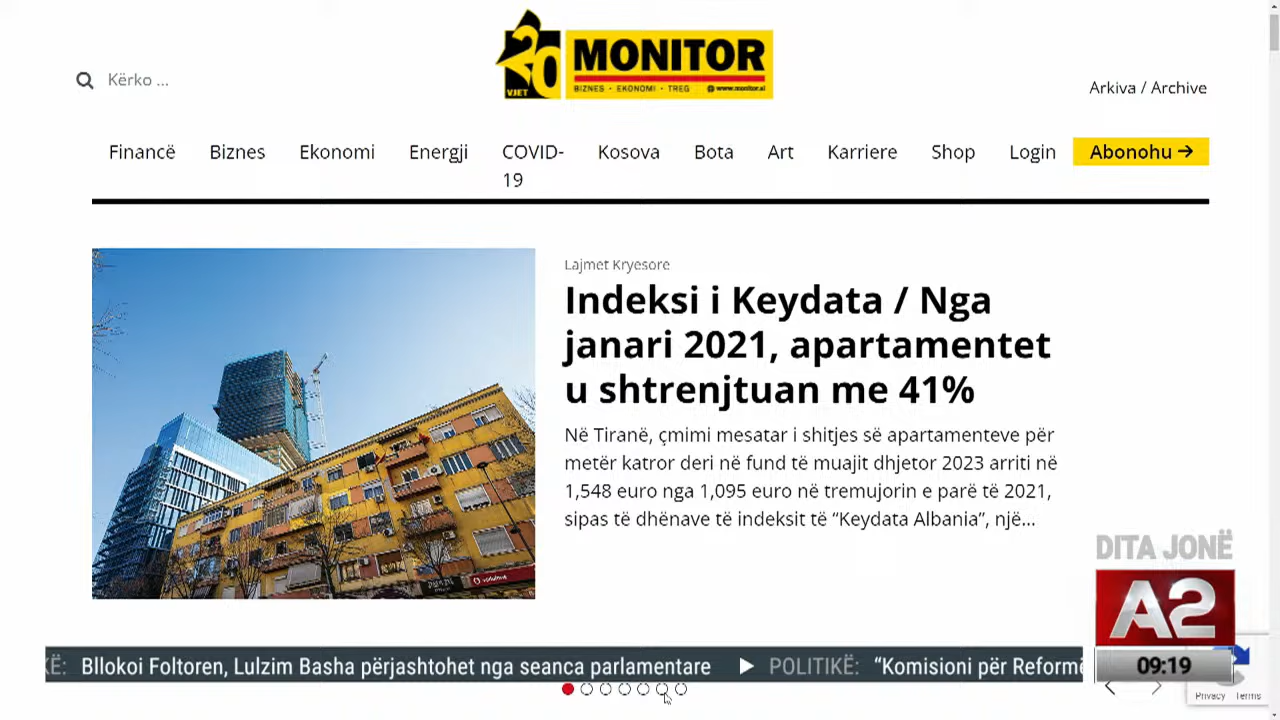 20
VJET
MONITOR
BIZNES • EKONOMI • TREG
www.monitor.al
Kërko ...
Arkiva / Archive
Financë
Biznes
Ekonomi
Energji
COVID-
19
Kosova
Bota
Art
Karriere
Shop
Login
Abonohu →
Lajmet Kryesore
Indeksi i Keydata / Nga
janari 2021, apartamentet
u shtrenjtuan me 41%
Në Tiranë, çmimi mesatar i shitjes së apartamenteve për
metër katror deri në fund të muajit dhjetor 2023 arriti në
1,548 euro nga 1,095 euro në tremujorin e parë të 2021,
sipas të dhënave të indeksit të “Keydata Albania”, një...
DITA JONË
A2
09:19
Ë: Bllokoi Foltoren, Lulzim Basha përjashtohet nga seanca parlamentare ▶ POLITIKË: “Komisioni për Reformë
Privacy Terms